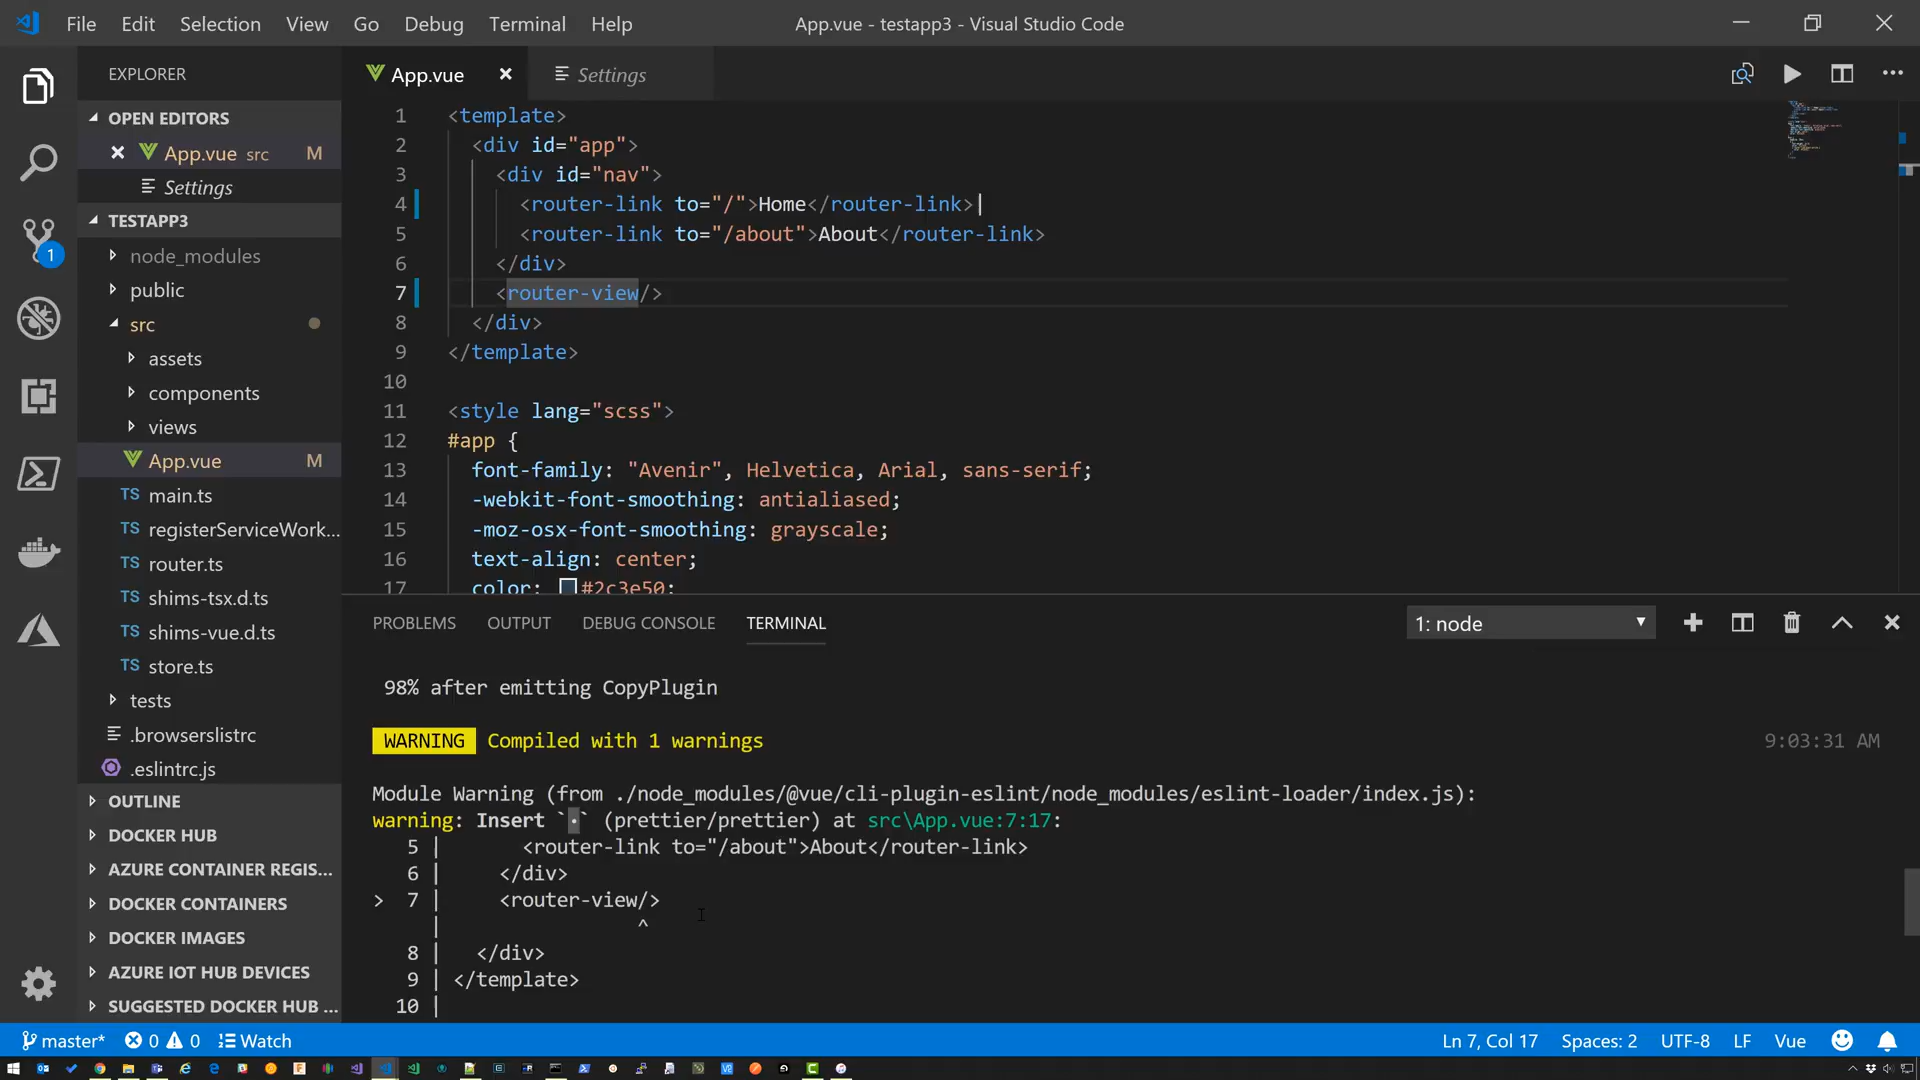 File Edit Selection View Go Debug Terminal Help
App.vue - testapp3 - Visual Studio Code
EXPLORER
OPEN EDITORS
App.vue src M
Settings
TESTAPP3
node_modules
public
src
assets
components
views
App.vue M
TS main.ts
TS registerServiceWork...
TS router.ts
TS shims-tsx.d.ts
TS shims-vue.d.ts
TS store.ts
tests
.browserslistrc
.eslintrc.js
OUTLINE
DOCKER HUB
AZURE CONTAINER REGIS...
DOCKER CONTAINERS
DOCKER IMAGES
AZURE IOT HUB DEVICES
SUGGESTED DOCKER HUB ...
1
App.vue
Settings
1 <template>
2 <div id="app">
3 <div id="nav">
4 <router-link to="/">Home</router-link>
5 <router-link to="/about">About</router-link>
6 </div>
7 <router-view/>
8 </div>
9 </template>
10
11 <style lang="scss">
12 #app {
13 font-family: "Avenir", Helvetica, Arial, sans-serif;
14 -webkit-font-smoothing: antialiased;
15 -moz-osx-font-smoothing: grayscale;
16 text-align: center;
17 color: #2c3e50;
PROBLEMS OUTPUT DEBUG CONSOLE TERMINAL
1: node
98% after emitting CopyPlugin
WARNING Compiled with 1 warnings 9:03:31 AM
Module Warning (from ./node_modules/@vue/cli-plugin-eslint/node_modules/eslint-loader/index.js):
warning: Insert `·` (prettier/prettier) at src\App.vue:7:17:
5 | <router-link to="/about">About</router-link>
6 | </div>
> 7 | <router-view/>
| ^
8 | </div>
9 | </template>
10 |
master* 0 0 Watch
Ln 7, Col 17 Spaces: 2 UTF-8 LF Vue